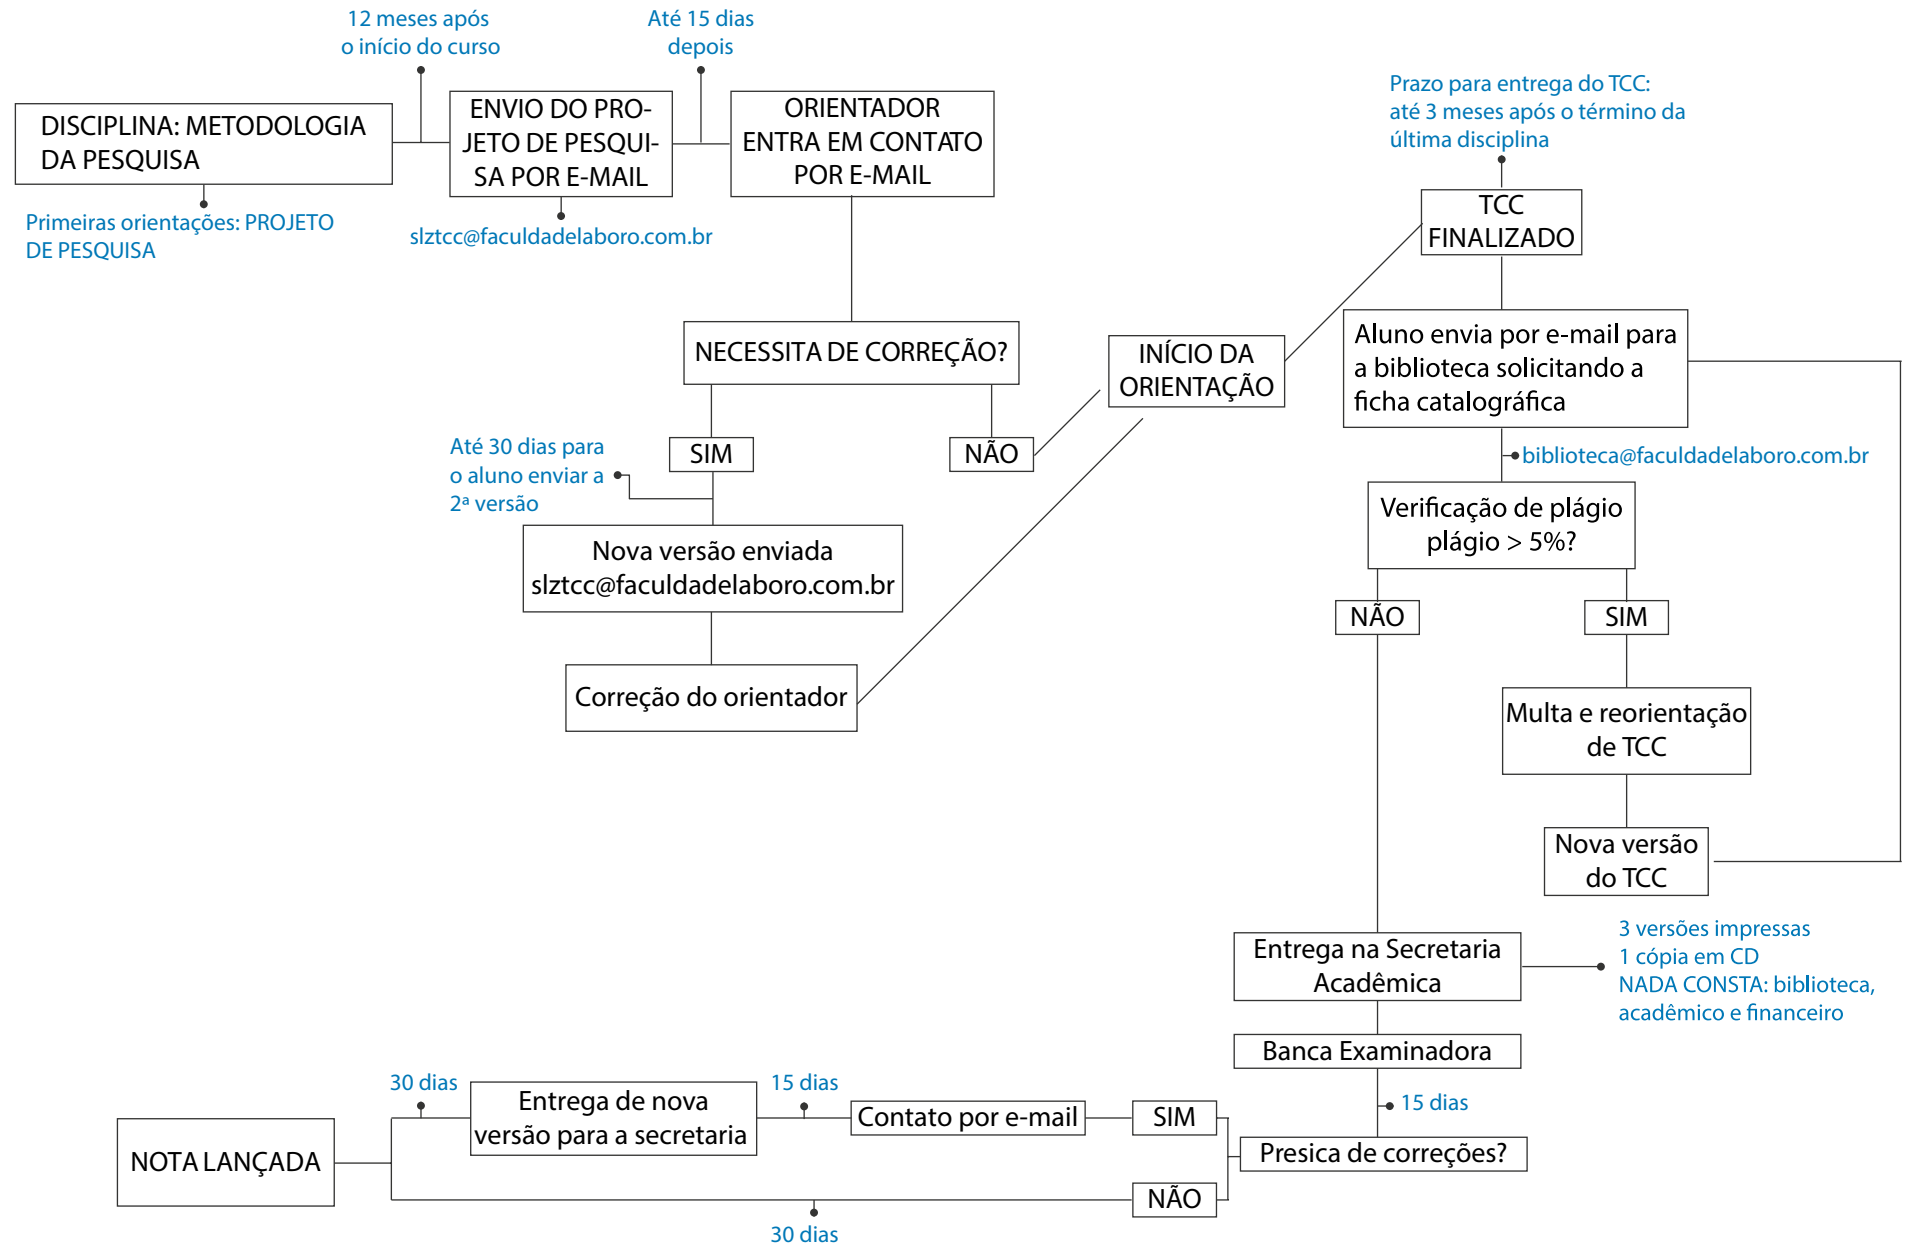 12 meses após
o início do curso
Até 15 dias
depois
DISCIPLINA: METODOLOGIA
DA PESQUISA
ENVIO DO PRO-
JETO DE PESQUI-
SA POR E-MAIL
ORIENTADOR
ENTRA EM CONTATO
POR E-MAIL
Primeiras orientações: PROJETO
DE PESQUISA
slztcc@faculdadelaboro.com.br
NECESSITA DE CORREÇÃO?
SIM
NÃO
Até 30 dias para
o aluno enviar a
2ª versão
Nova versão enviada
slztcc@faculdadelaboro.com.br
Correção do orientador
INÍCIO DA
ORIENTAÇÃO
Prazo para entrega do TCC:
até 3 meses após o término da
última disciplina
TCC
FINALIZADO
Aluno envia por e-mail para
a biblioteca solicitando a
ficha catalográfica
biblioteca@faculdadelaboro.com.br
Verificação de plágio
plágio > 5%?
NÃO
SIM
Multa e reorientação
de TCC
Nova versão
do TCC
Entrega na Secretaria
Acadêmica
3 versões impressas
1 cópia em CD
NADA CONSTA: biblioteca,
acadêmico e financeiro
Banca Examinadora
15 dias
Presica de correções?
SIM
NÃO
Contato por e-mail
15 dias
Entrega de nova
versão para a secretaria
30 dias
30 dias
NOTA LANÇADA